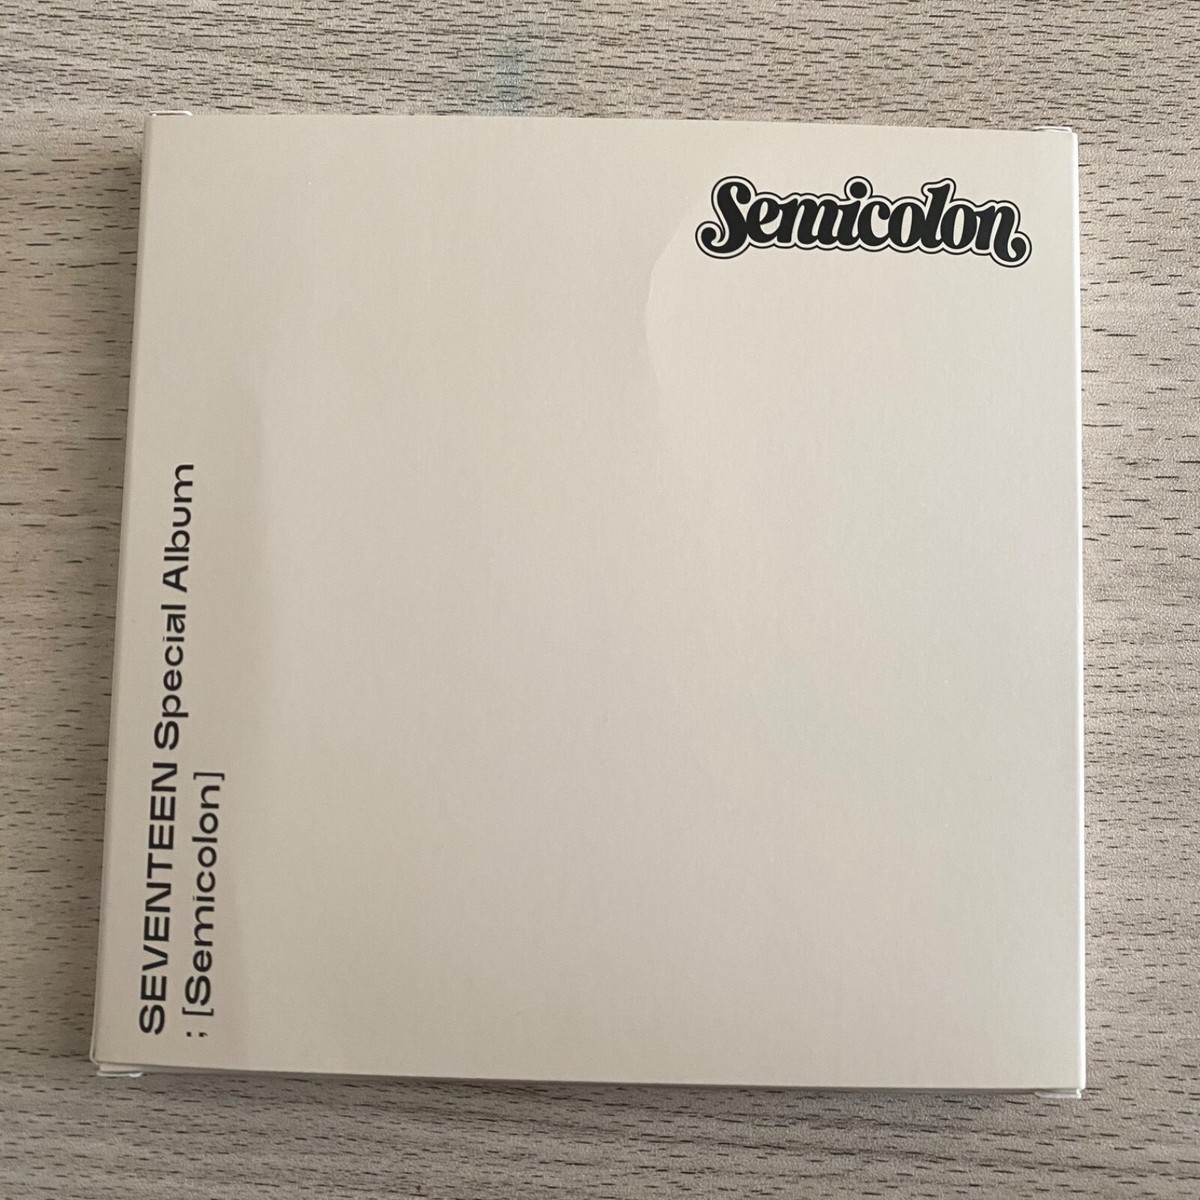 Semicolon
SEVENTEEN Special Album
; [Semicolon]